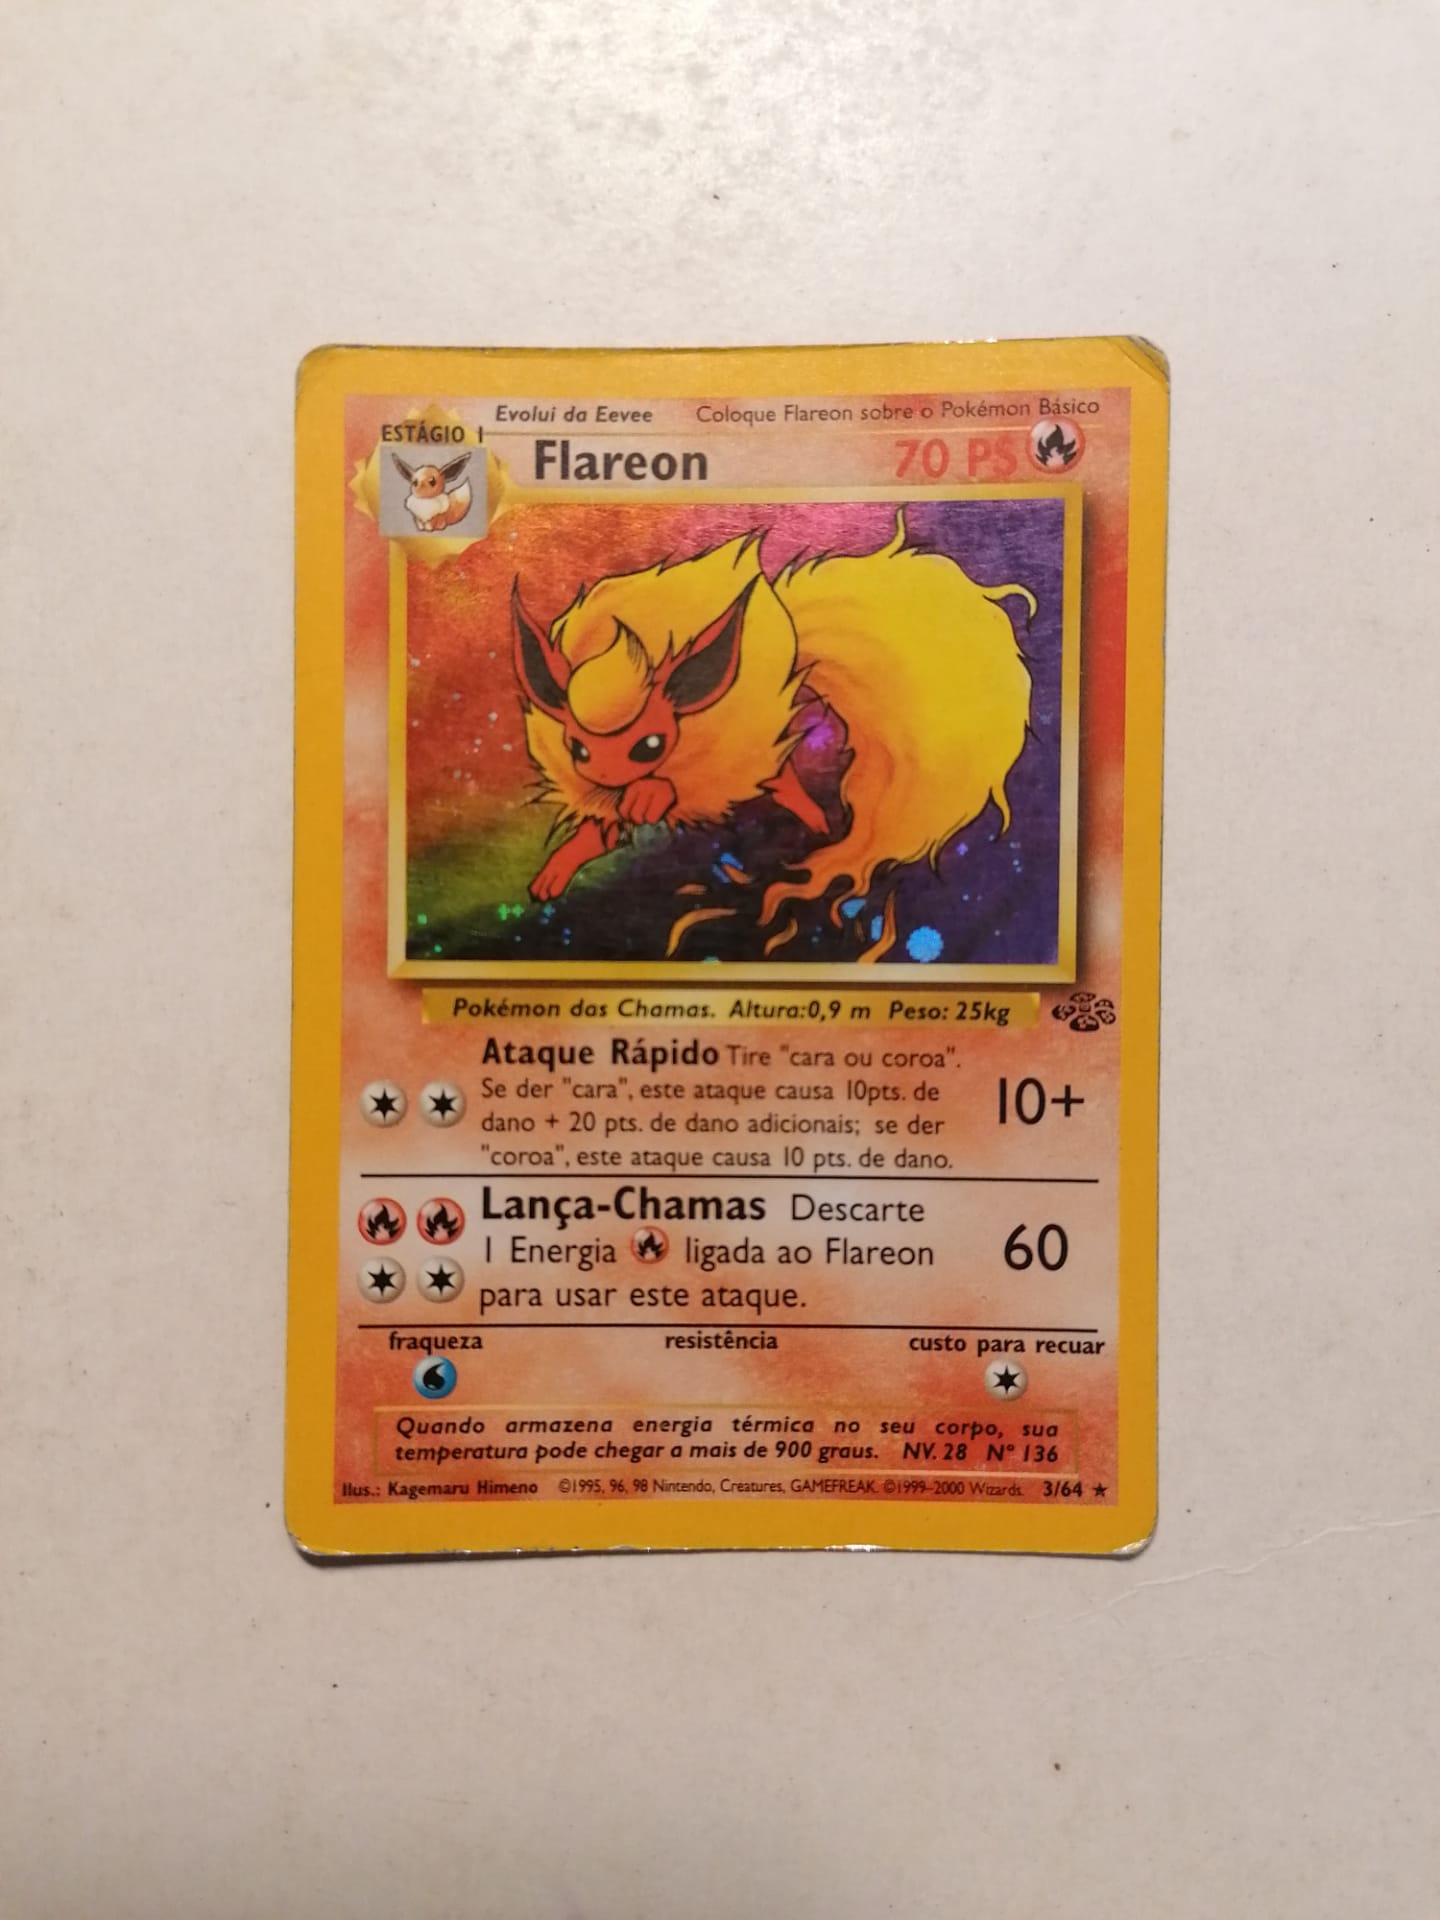 Evolui da Eevee Coloque Flareon sobre o Pokémon Básico
ESTÁGIO 1
Flareon 70 PS
Pokémon das Chamas. Altura:0,9 m Peso: 25kg
Ataque Rápido Tire "cara ou coroa".
Se der "cara", este ataque causa 10pts. de
dano + 20 pts. de dano adicionais; se der
"coroa", este ataque causa 10 pts. de dano.
10+
Lança-Chamas Descarte
1 Energia ligada ao Flareon
para usar este ataque.
60
fraqueza resistência custo para recuar
Quando armazena energia térmica no seu corpo, sua
temperatura pode chegar a mais de 900 graus. NV. 28 Nº 136
Ilus.: Kagemaru Himeno ©1995, 96, 98 Nintendo, Creatures, GAMEFREAK. ©1999-2000 Wizards. 3/64 ★